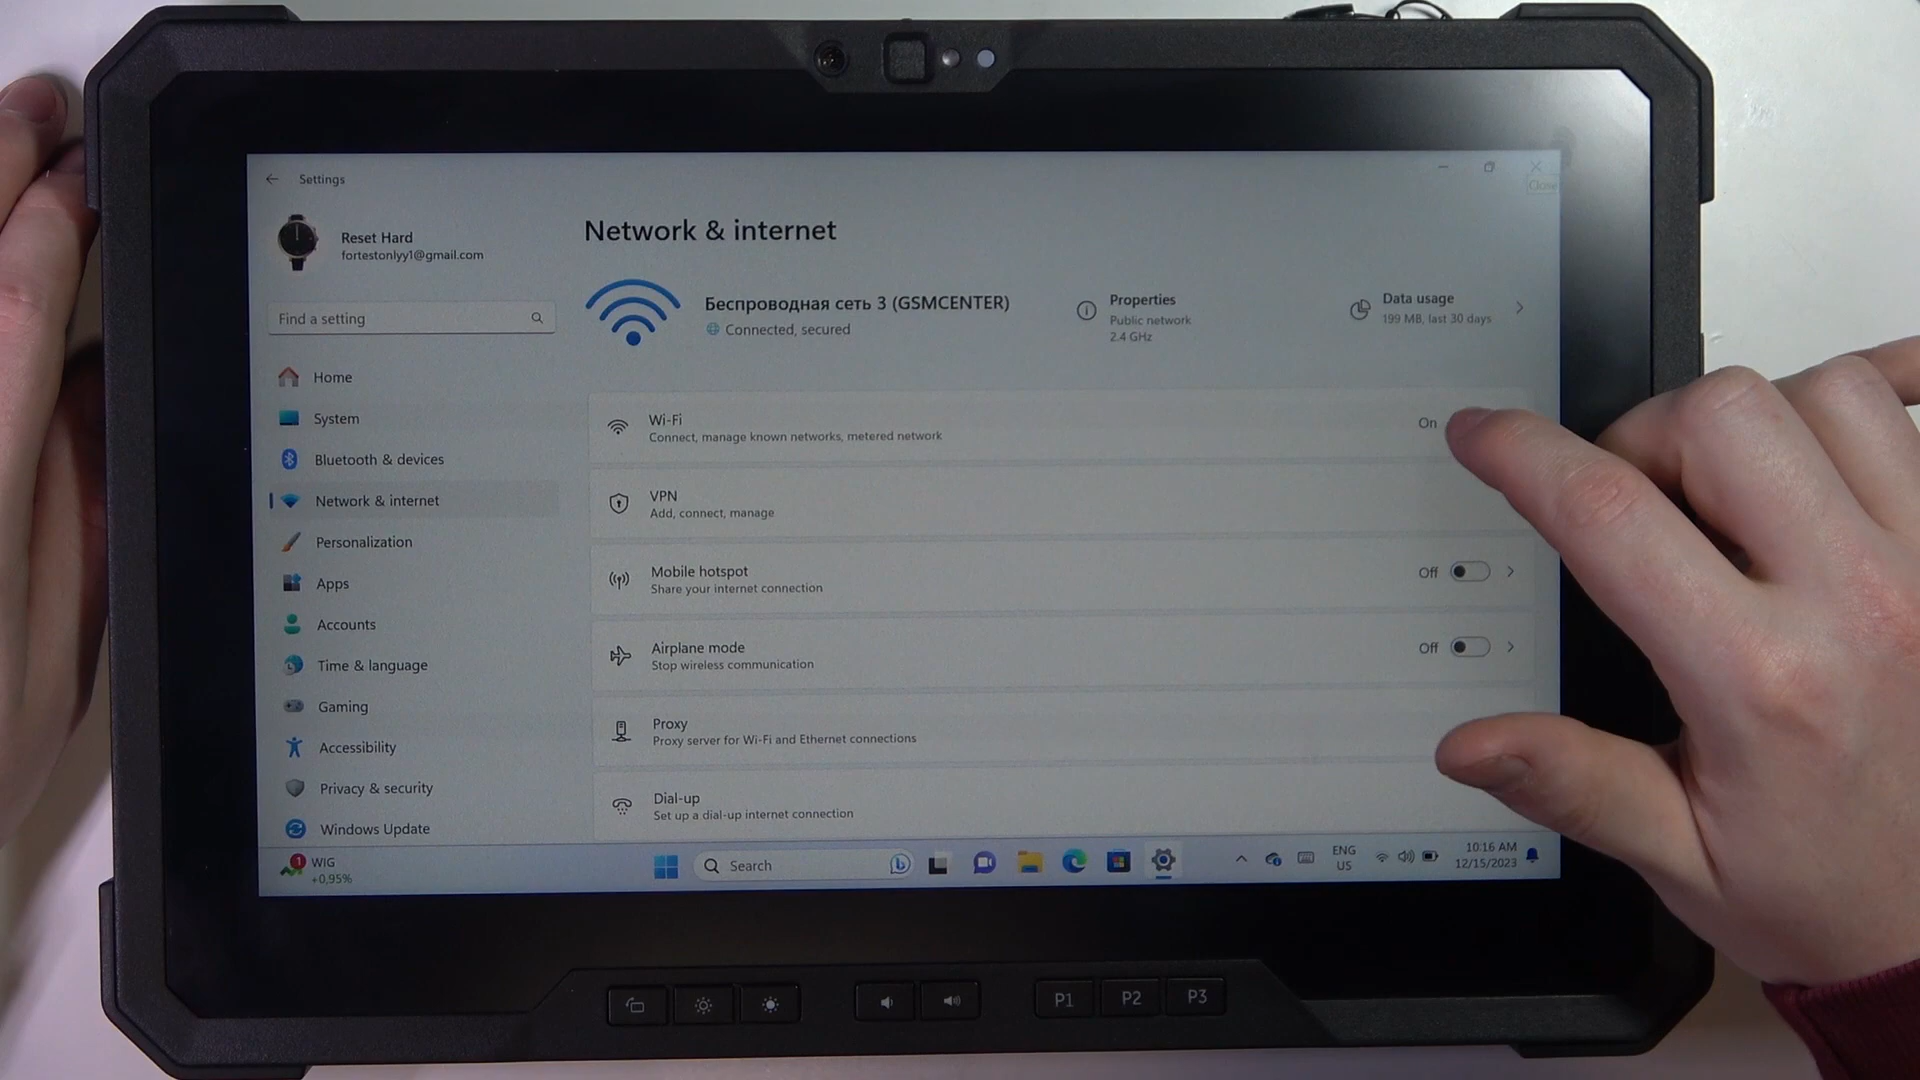 Settings
Close
Reset Hard
fortestonlyy1@gmail.com
Find a setting
Home
System
Bluetooth & devices
Network & internet
Personalization
Apps
Accounts
Time & language
Gaming
Accessibility
Privacy & security
Windows Update
Network & internet
Беспроводная сеть 3 (GSMCENTER)
Connected, secured
Properties
Public network
2.4 GHz
Data usage
199 MB, last 30 days
Wi-Fi
Connect, manage known networks, metered network
On
VPN
Add, connect, manage
Mobile hotspot
Share your internet connection
Off
Airplane mode
Stop wireless communication
Off
Proxy
Proxy server for Wi-Fi and Ethernet connections
Dial-up
Set up a dial-up internet connection
1
WIG
+0,95%
Search
ENG
US
10:16 AM
12/15/2023
P1
P2
P3